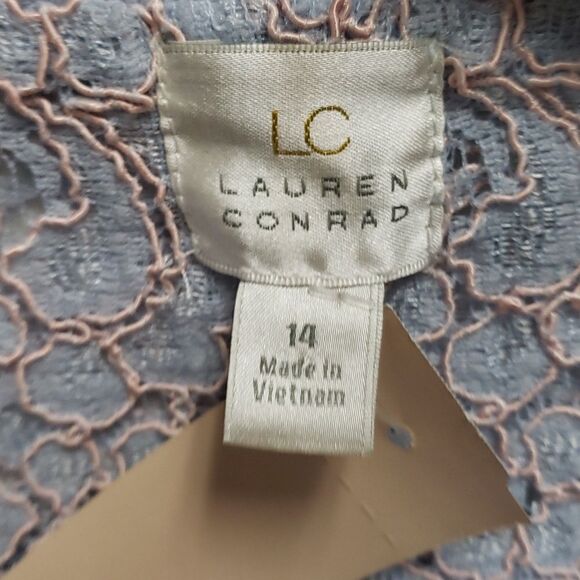 LC
LAUREN
CONRAD
14
Made in
Vietnam